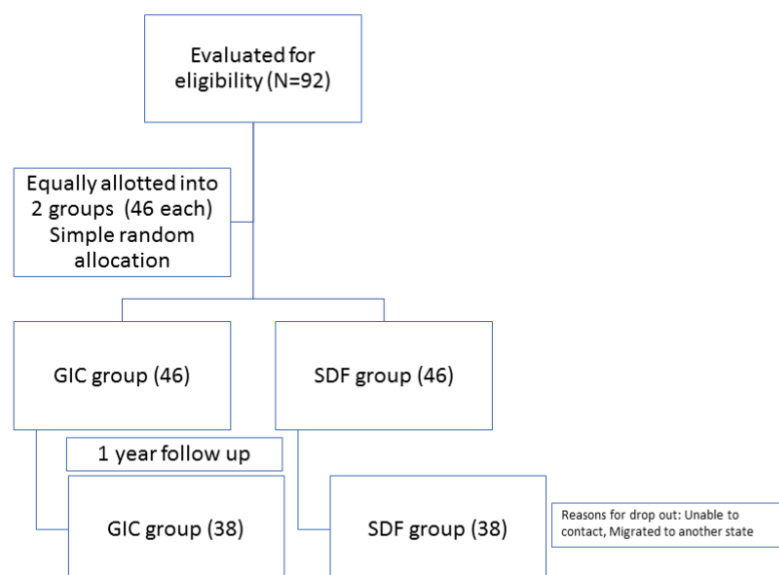 Evaluated for
eligibility (N=92)
Equally allotted into
2 groups (46 each)
Simple random
allocation
GIC group (46)
SDF group (46)
1 year follow up
GIC group (38)
SDF group (38)
Reasons for drop out: Unable to
contact, Migrated to another state